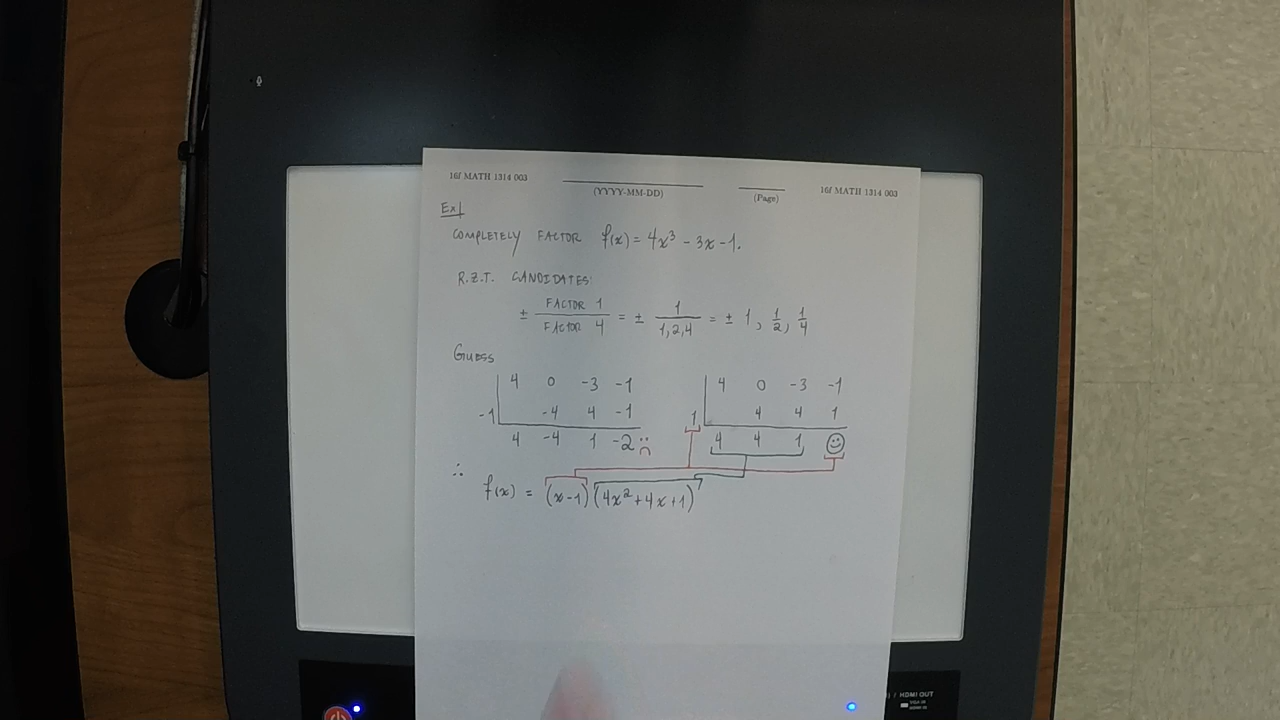 16f MATH 1314 003 (YYYY-MM-DD) (Page) 16f MATH 1314 003
Ex1
COMPLETELY FACTOR f(x) = 4x³ - 3x - 1.
R.Z.T. CANDIDATES:
± FACTOR 1 / FACTOR 4 = ± 1 / 1, 2, 4 = ± 1, 1/2, 1/4
GUESS
4 0 -3 -1 4 0 -3 -1
-1 -4 4 -1 1 4 4 1
4 -4 1 -2 ☹ 4 4 1 ☺
∴ f(x) = (x-1)(4x²+4x+1)
/ HDMI OUT